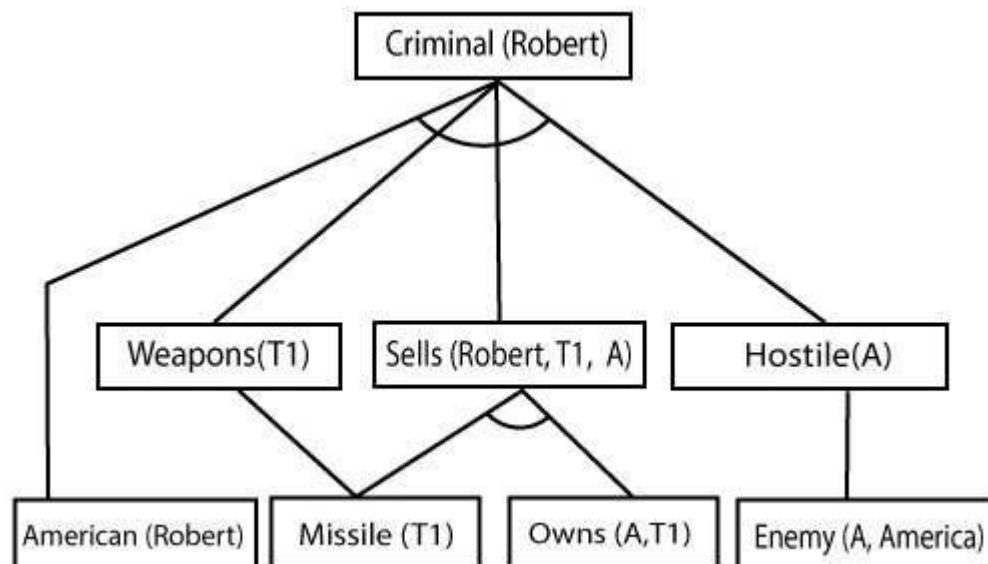 Criminal (Robert)
Weapons(T1)
Sells (Robert, T1, A)
Hostile(A)
American (Robert)
Missile (T1)
Owns (A,T1)
Enemy (A, America)